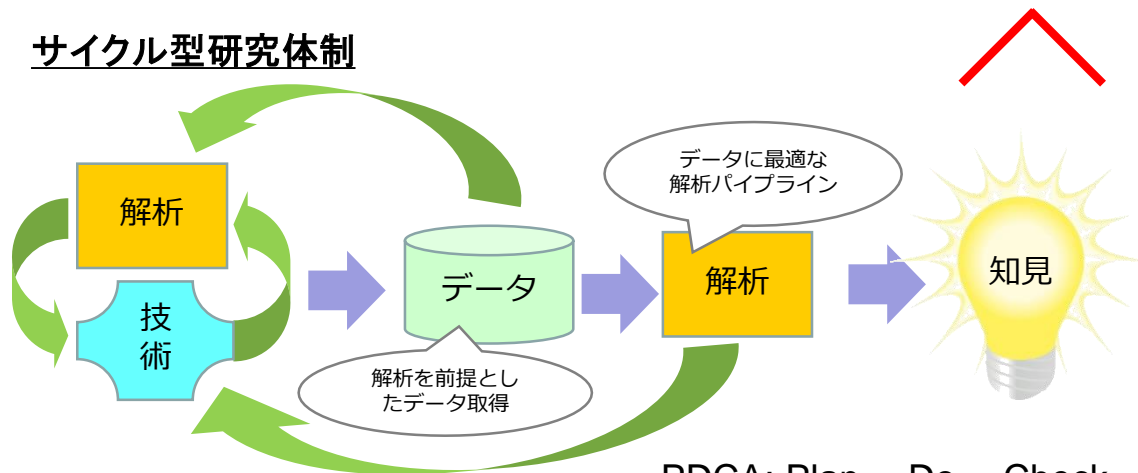 サイクル型研究体制
データに最適な
解析パイプライン
解析
データ
解析
知見
技
術
解析を前提とし
たデータ取得